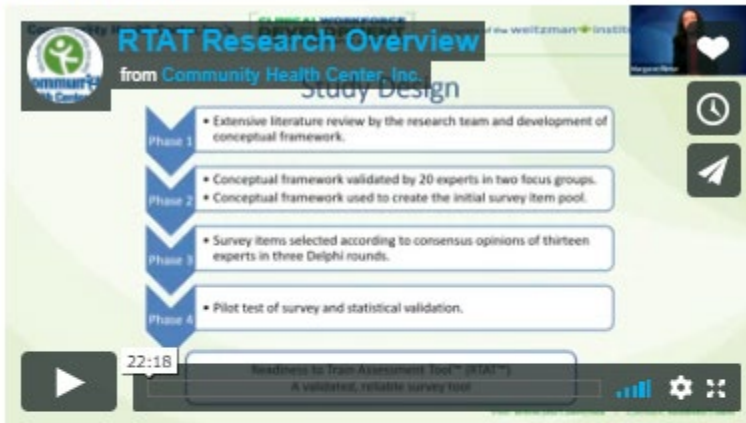 RTAT Research Overview
from Community Health Center, Inc.
Study Design
Phase 1
• Extensive literature review by the research team and development of
conceptual framework.
Phase 2
• Conceptual framework validated by 20 experts in two focus groups.
• Conceptual framework used to create the initial survey item pool.
Phase 3
• Survey items selected according to consensus opinions of thirteen
experts in three Delphi rounds.
Phase 4
• Pilot test of survey and statistical validation.
22:18
Readiness to Train Assessment Tool™ (RTAT™)
A validated, reliable survey tool